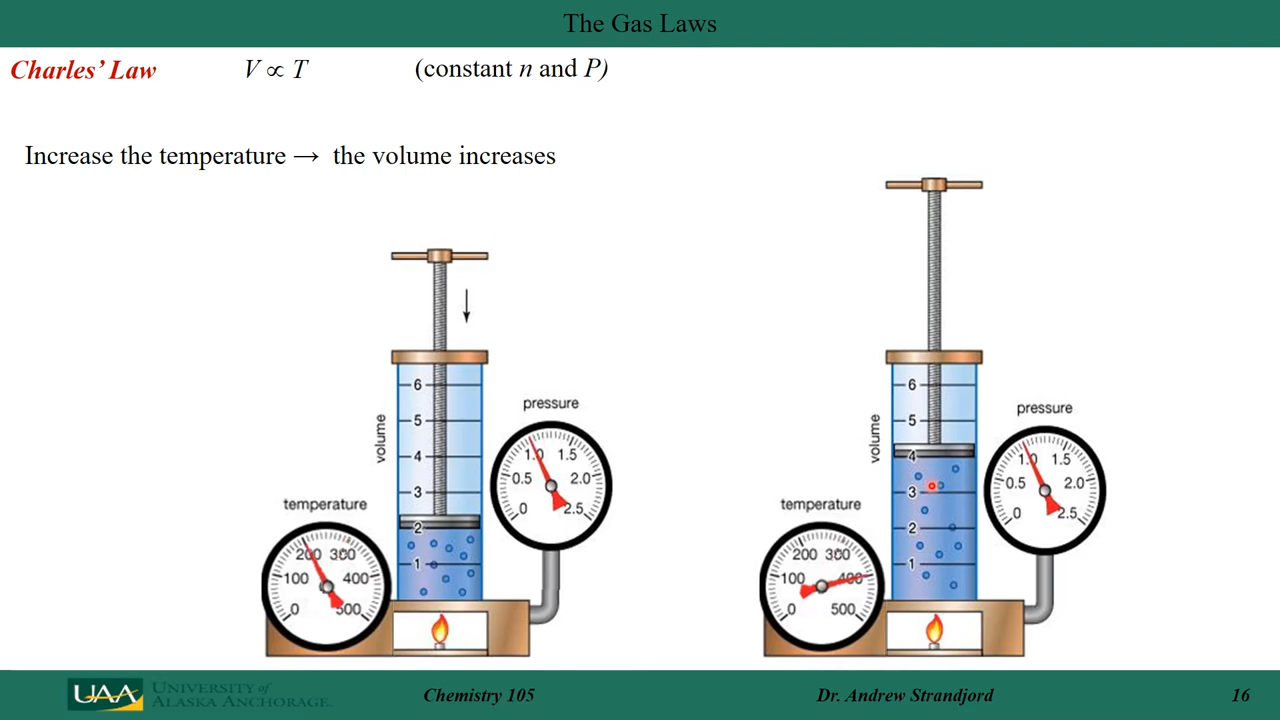 The Gas Laws
Charles’ Law V ∝ T (constant n and P)
Increase the temperature → the volume increases
6
5
4
3
2
1
volume
pressure
0 0.5 1.0 1.5 2.0 2.5
temperature
0 100 200 300 400 500
6
5
4
3
2
1
volume
pressure
0 0.5 1.0 1.5 2.0 2.5
temperature
0 100 200 300 400 500
UAA UNIVERSITY of
ALASKA ANCHORAGE.
Chemistry 105 Dr. Andrew Strandjord 16